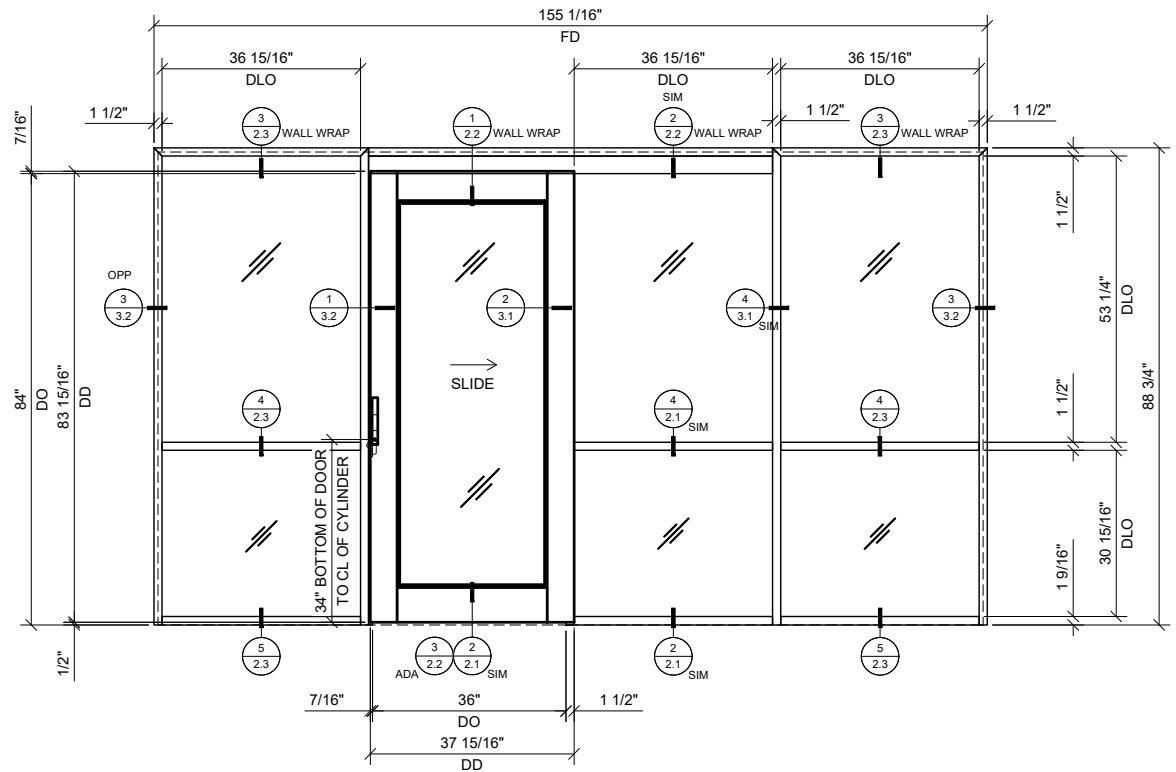 155 1/16"
FD
36 15/16"
DLO
36 15/16"
DLO
36 15/16"
DLO
7/16"
1 1/2"
3
2.3
WALL WRAP
1
2.2
WALL WRAP
SIM
2
2.2
WALL WRAP
1 1/2"
3
2.3
WALL WRAP
1 1/2"
1 1/2"
OPP
3
3.2
1
3.2
2
3.1
4
3.1
SIM
3
3.2
53 1/4"
DLO
SLIDE
84"
DO
83 15/16"
DD
88 3/4"
4
2.3
4
2.1
SIM
4
2.3
1 1/2"
34" BOTTOM OF DOOR
TO CL OF CYLINDER
30 15/16"
DLO
1 9/16"
1/2"
5
2.3
ADA
3
2.2
2
2.1
SIM
2
2.1
SIM
5
2.3
7/16"
36"
DO
1 1/2"
37 15/16"
DD